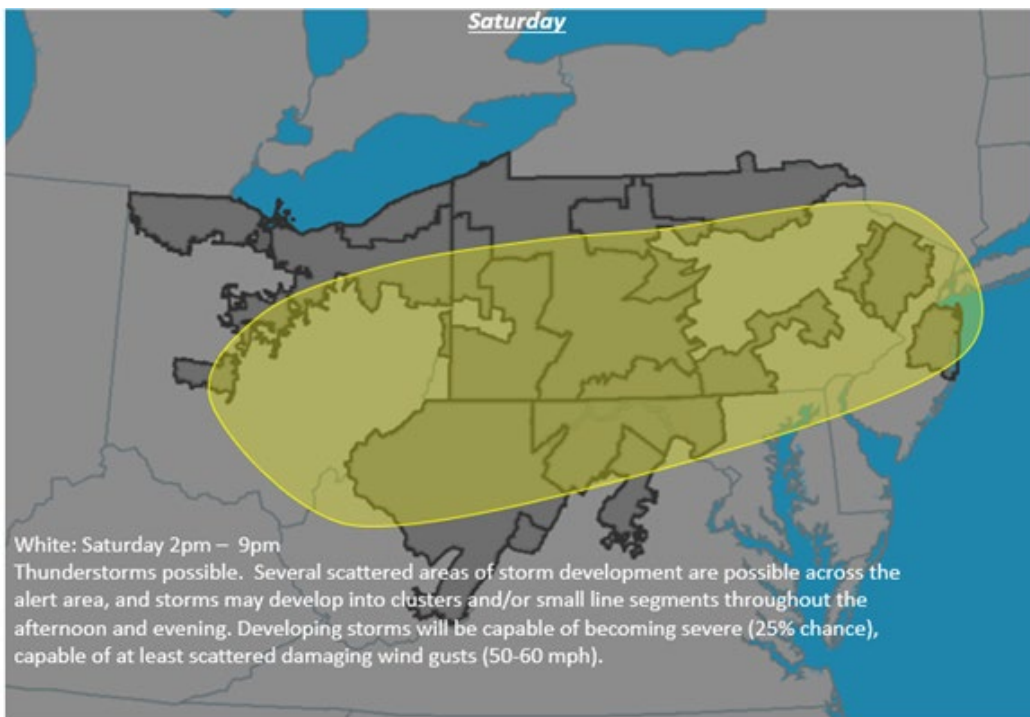 Saturday
White: Saturday 2pm – 9pm
Thunderstorms possible.  Several scattered areas of storm development are possible across the
alert area, and storms may develop into clusters and/or small line segments throughout the
afternoon and evening. Developing storms will be capable of becoming severe (25% chance),
capable of at least scattered damaging wind gusts (50-60 mph).